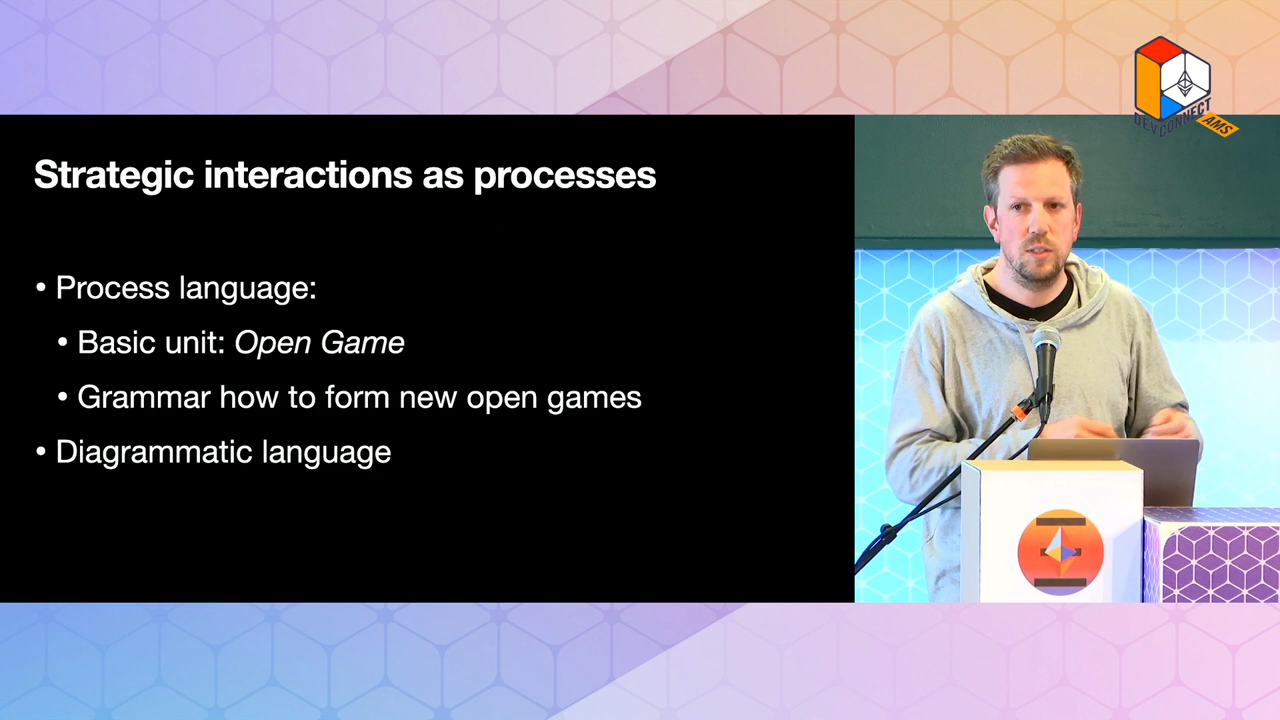 DEVCONNECT
AMS
Strategic interactions as processes
• Process language:
• Basic unit: Open Game
• Grammar how to form new open games
• Diagrammatic language